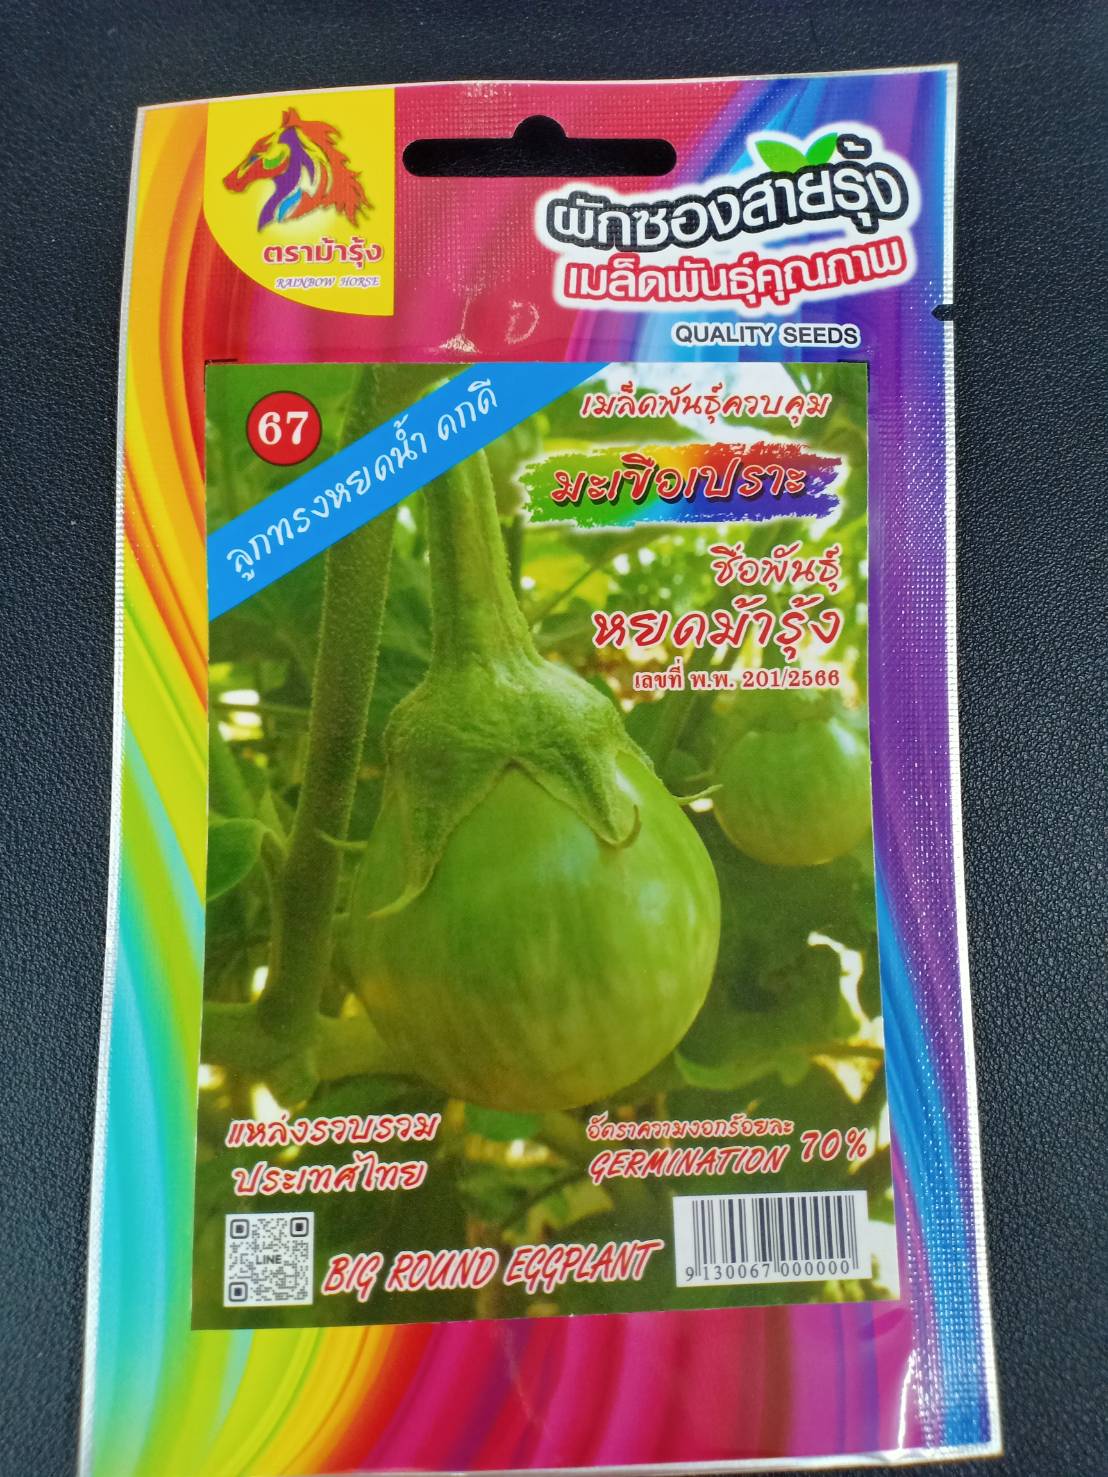 ตราม้ารุ้ง
RAINBOW HORSE
ผักซองสายรุ้ง
เมล็ดพันธุ์คุณภาพ
QUALITY SEEDS
67
ลูกทรงหยดน้ำ ดกดี
เมล็ดพันธุ์ควบคุม
มะเขือเปราะ
ชื่อพันธุ์
หยดม้ารุ้ง
เลขที่ พ.พ. 201/2566
แหล่งรวบรวม
ประเทศไทย
อัตราความงอกร้อยละ
GERMINATION 70%
LINE
BIG ROUND EGGPLANT
9 130067 000000